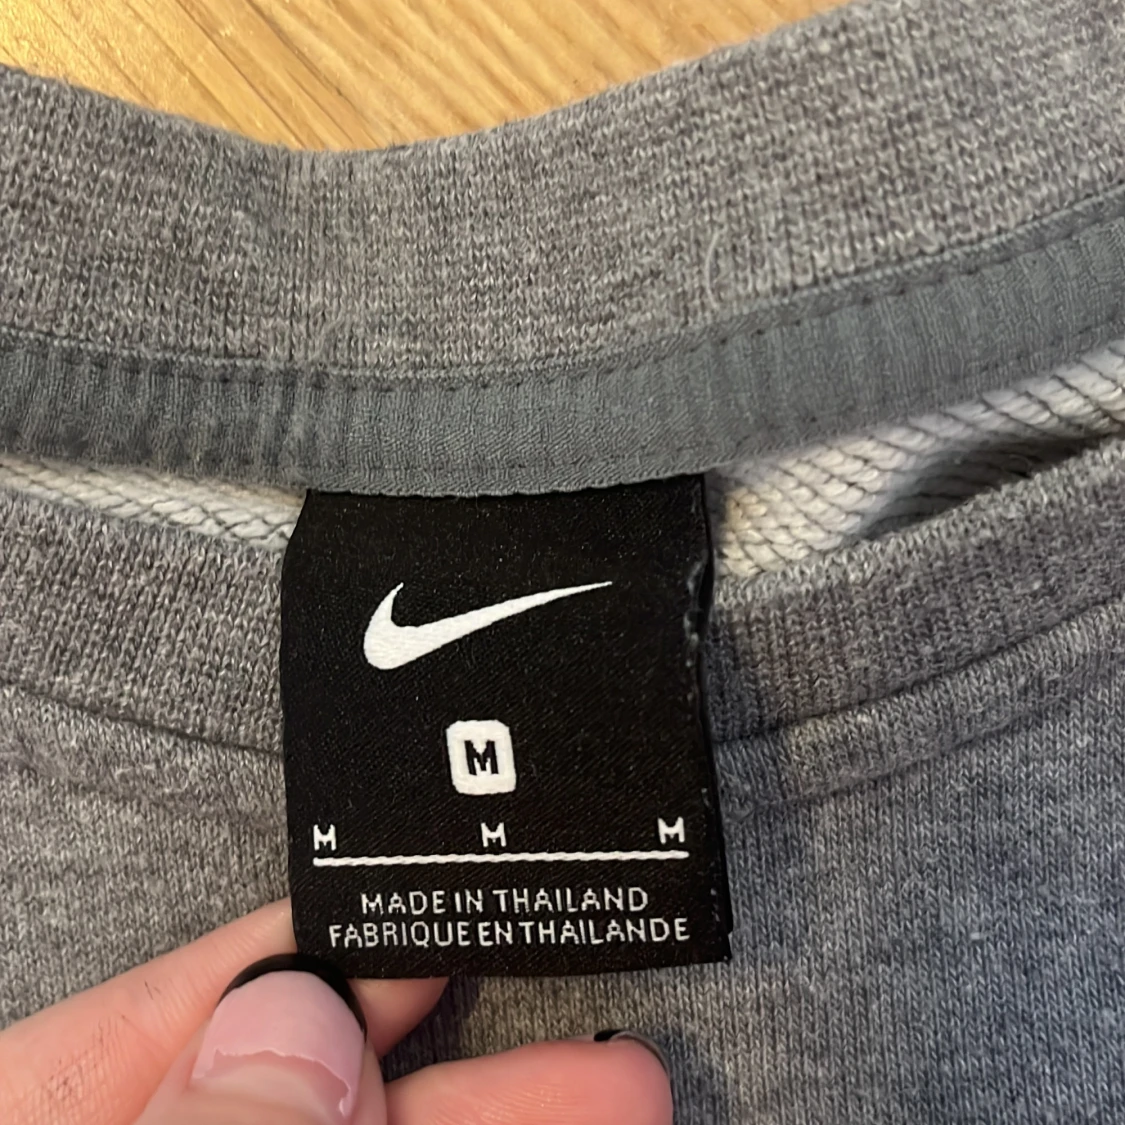 M
M M M
MADE IN THAILAND
FABRIQUE EN THAILANDE